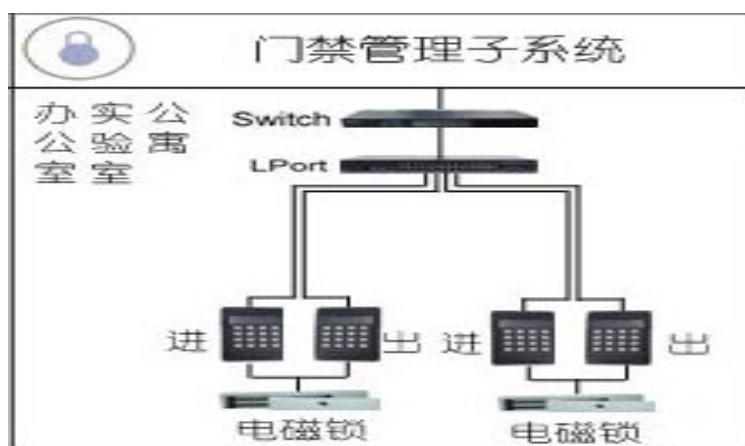 门禁管理子系统
办公室
实验室
公寓
Switch
LPort
进 出 进 出
电磁锁 电磁锁